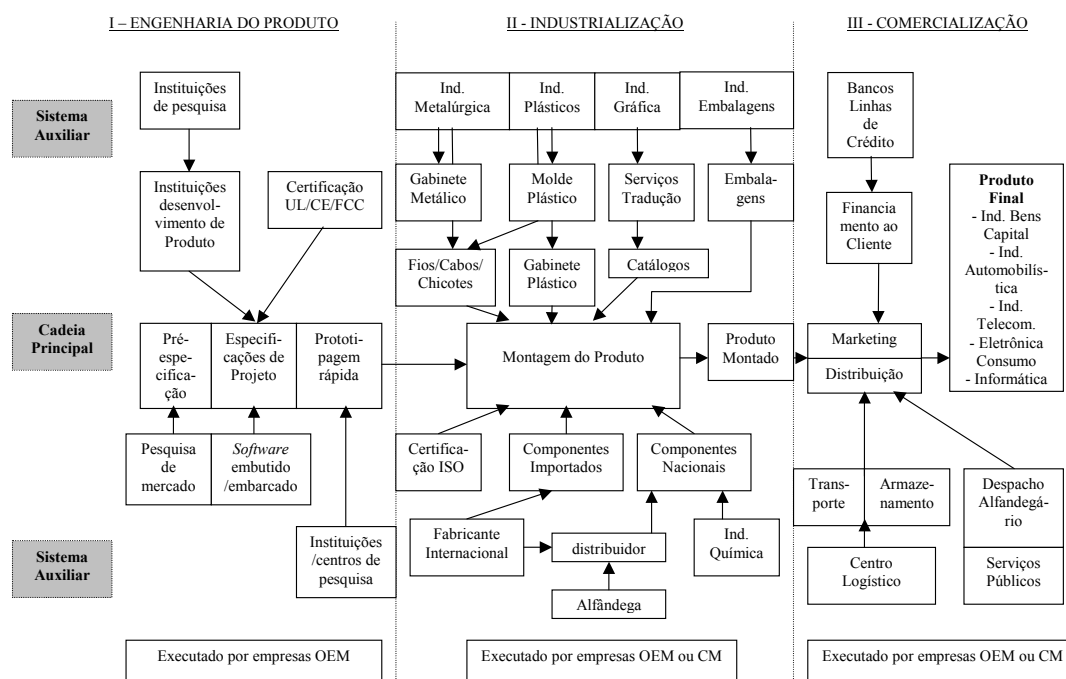 I – ENGENHARIA DO PRODUTO
II - INDUSTRIALIZAÇÃO
III - COMERCIALIZAÇÃO
Sistema
Auxiliar
Instituições
de pesquisa
Ind.
Metalúrgica
Ind.
Plásticos
Ind.
Gráfica
Ind.
Embalagens
Bancos
Linhas
de
Crédito
Instituições
desenvol-
vimento de
Produto
Certificação
UL/CE/FCC
Gabinete
Metálico
Molde
Plástico
Serviços
Tradução
Embala-
gens
Financia
mento ao
Cliente
Produto
Final
- Ind. Bens
Capital
- Ind.
Automobilís-
tica
- Ind.
Telecom.
- Eletrônica
Consumo
- Informática
Fios/Cabos/
Chicotes
Gabinete
Plástico
Catálogos
Cadeia
Principal
Pré-
espe-
cifica-
ção
Especifi-
cações de
Projeto
Prototi-
pagem
rápida
Montagem do Produto
Produto
Montado
Marketing
Distribuição
Pesquisa
de
mercado
Software
embutido
/embarcado
Certifica-
ção ISO
Componentes
Importados
Componentes
Nacionais
Trans-
porte
Armaze-
namento
Despacho
Alfandegá-
rio
Sistema
Auxiliar
Instituições
/centros de
pesquisa
Fabricante
Internacional
distribuidor
Ind.
Química
Centro
Logístico
Serviços
Públicos
Alfândega
Executado por empresas OEM
Executado por empresas OEM ou CM
Executado por empresas OEM ou CM